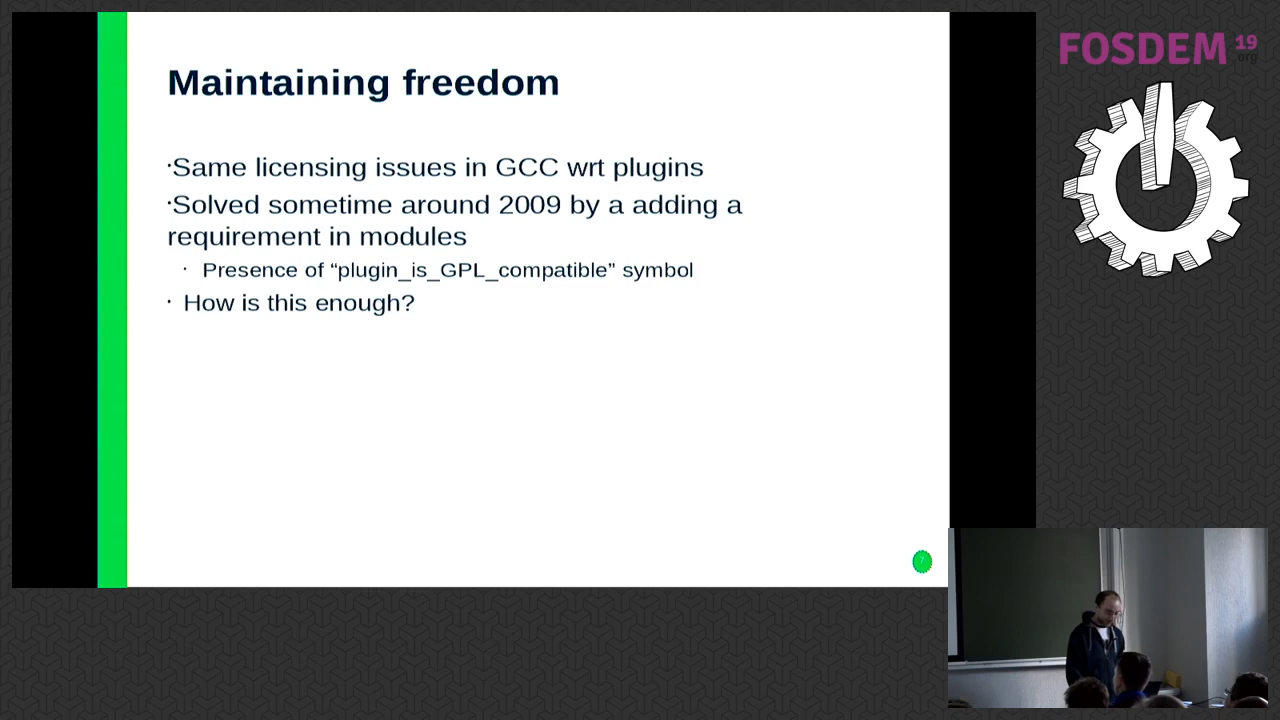 Maintaining freedom
·Same licensing issues in GCC wrt plugins
·Solved sometime around 2009 by a adding a
requirement in modules
· Presence of “plugin_is_GPL_compatible” symbol
· How is this enough?
FOSDEM 19
.org